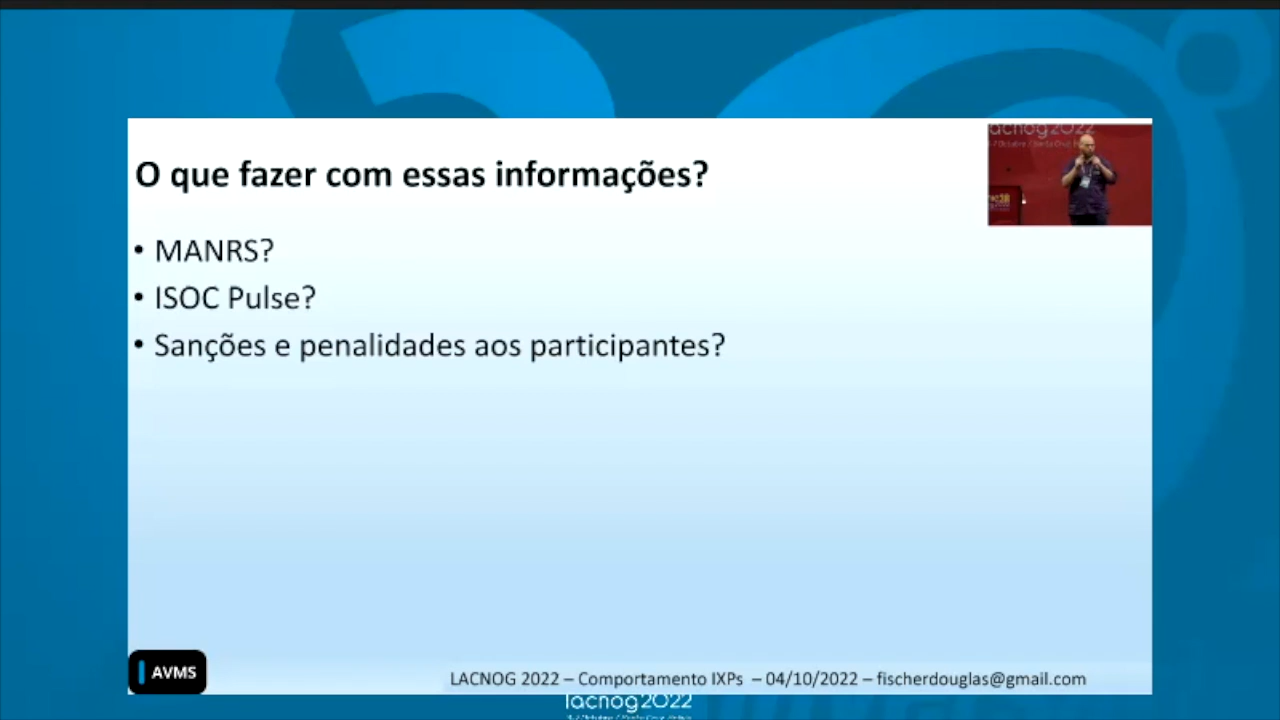 lacnog2022
O que fazer com essas informações?
• MANRS?
• ISOC Pulse?
• Sanções e penalidades aos participantes?
AVMS
LACNOG 2022 – Comportamento IXPs – 04/10/2022 – fischerdouglas@gmail.com
lacnog2022